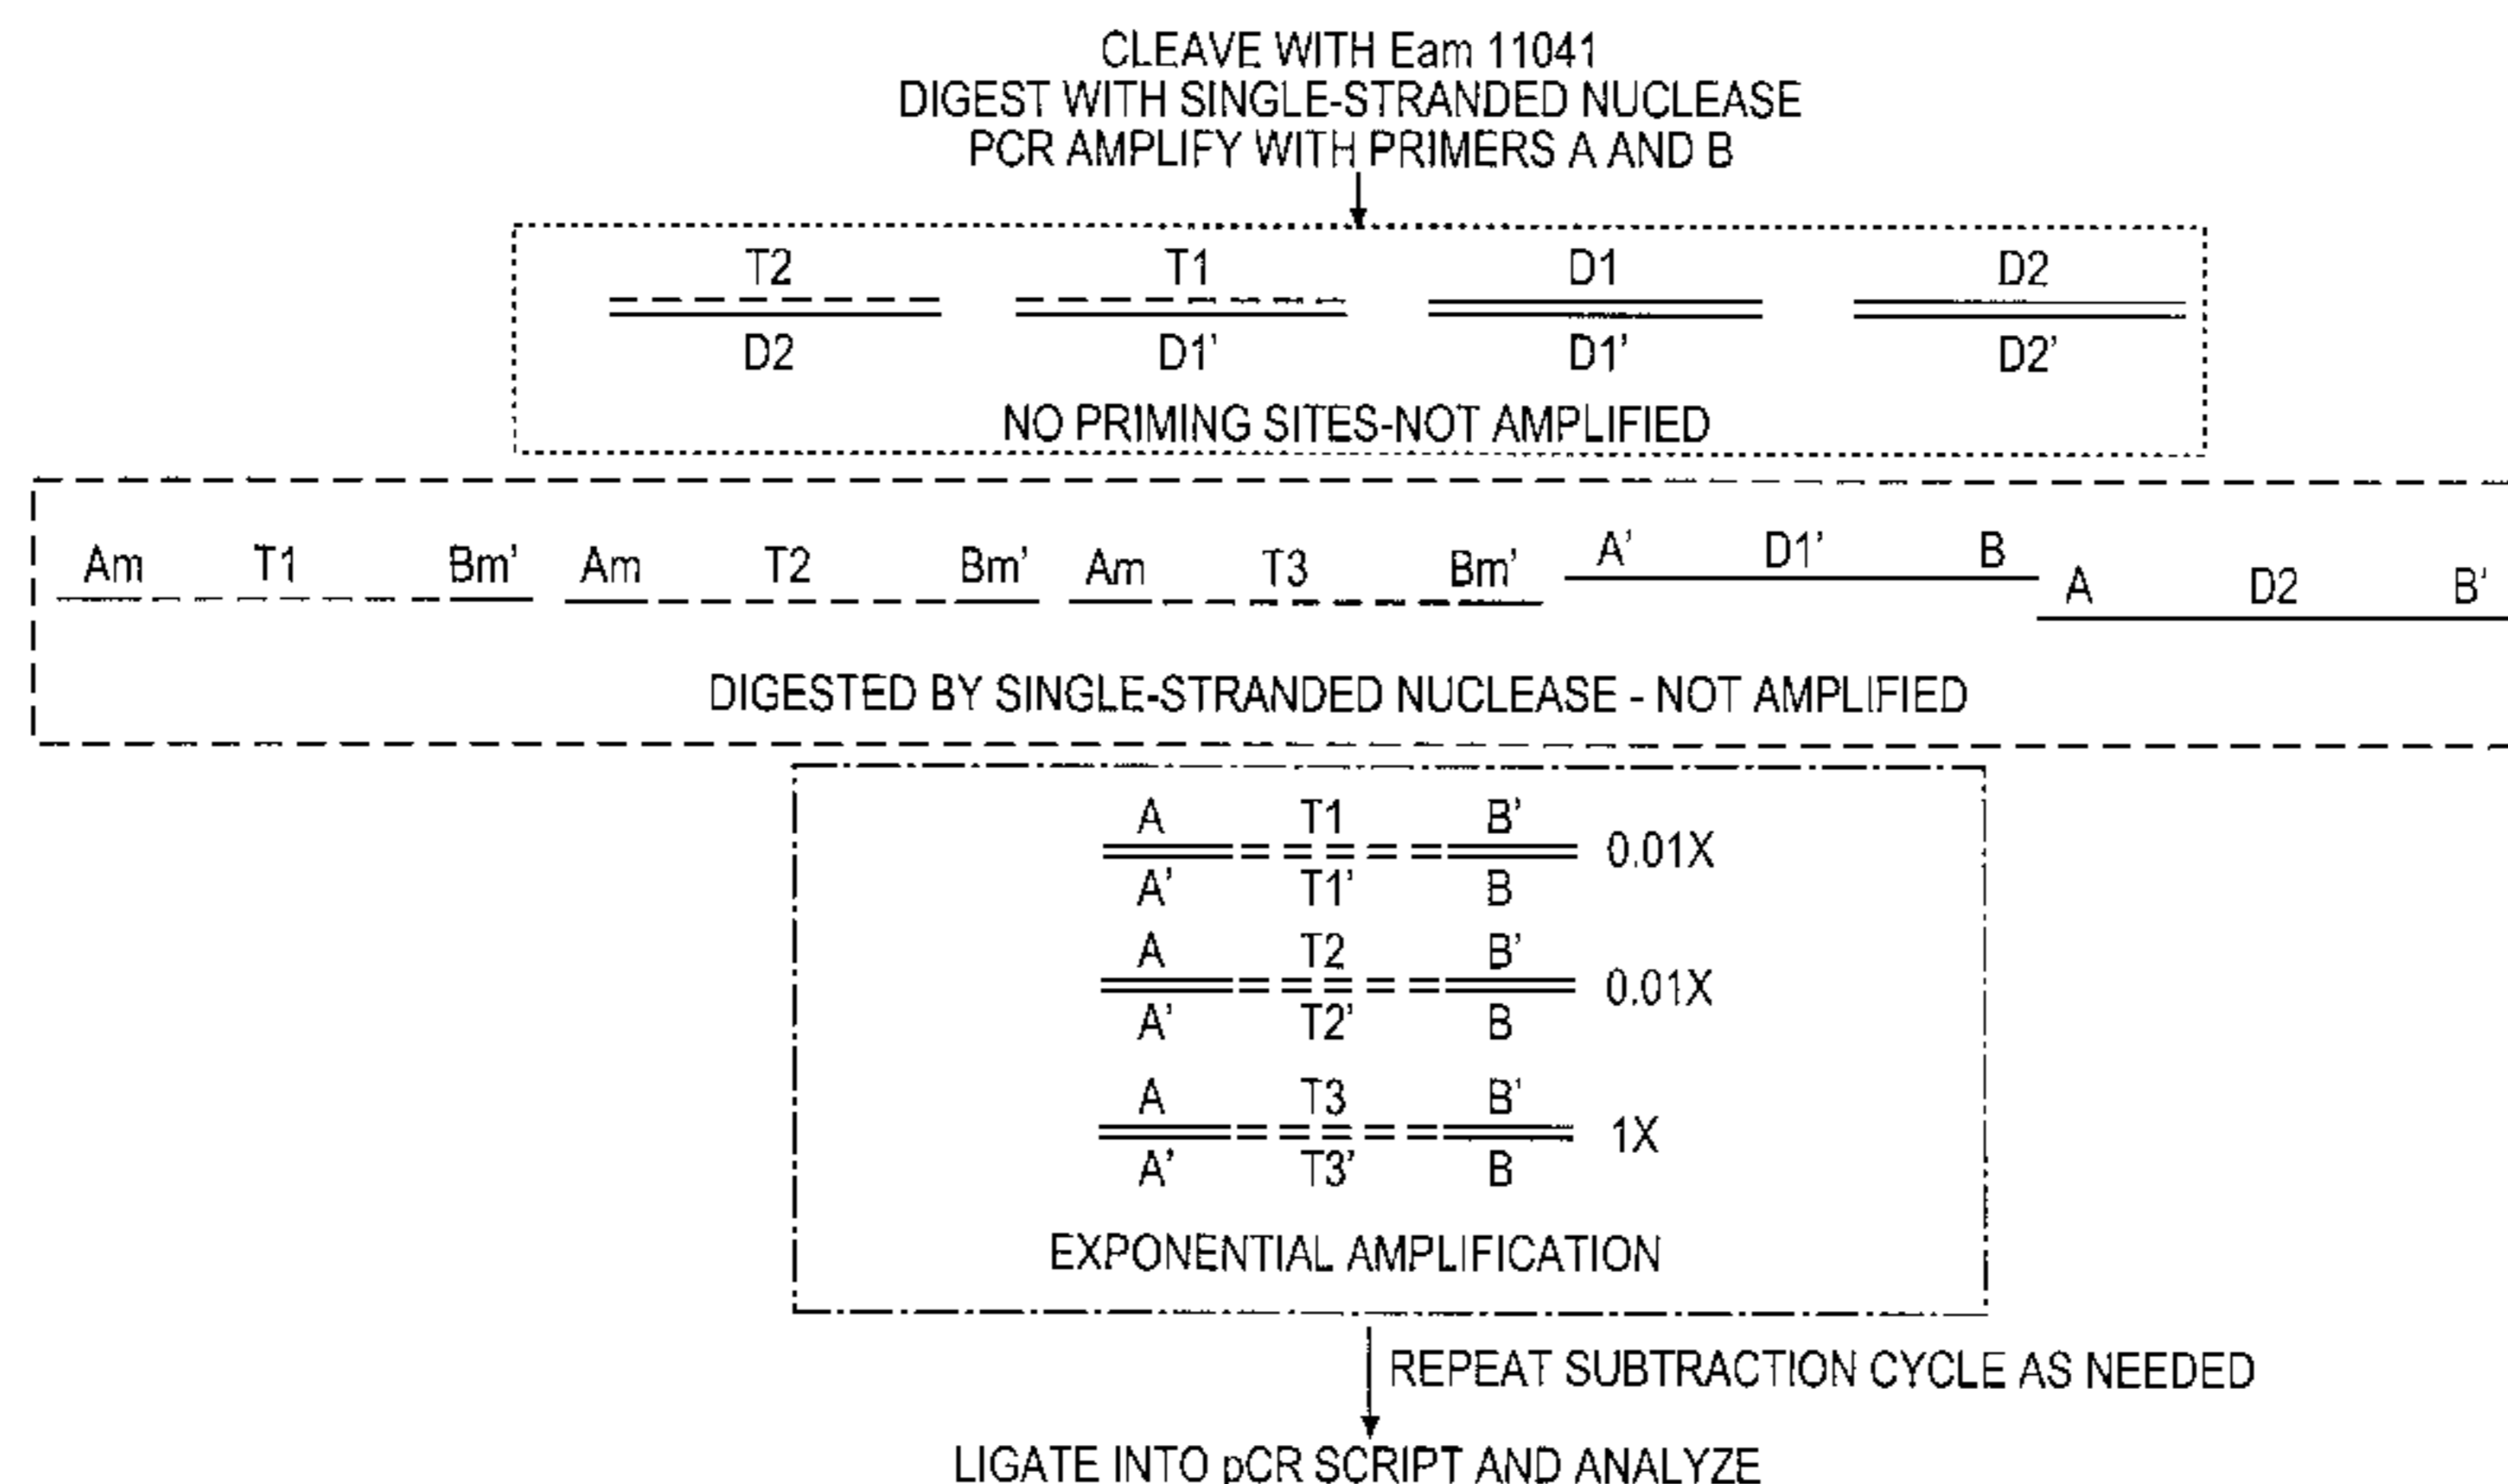 CLEAVE WITH Eam 11041
DIGEST WITH SINGLE-STRANDED NUCLEASE
PCR AMPLIFY WITH PRIMERS A AND B
T2 T1 D1 D2
D2 D1' D1' D2'
NO PRIMING SITES-NOT AMPLIFIED
Am T1 Bm' Am T2 Bm' Am T3 Bm' A' D1' B A D2 B'
DIGESTED BY SINGLE-STRANDED NUCLEASE - NOT AMPLIFIED
A T1 B'
0.01X
A' T1' B
A T2 B'
0.01X
A' T2' B
A T3 B'
1X
A' T3' B
EXPONENTIAL AMPLIFICATION
REPEAT SUBTRACTION CYCLE AS NEEDED
LIGATE INTO pCR SCRIPT AND ANALYZE